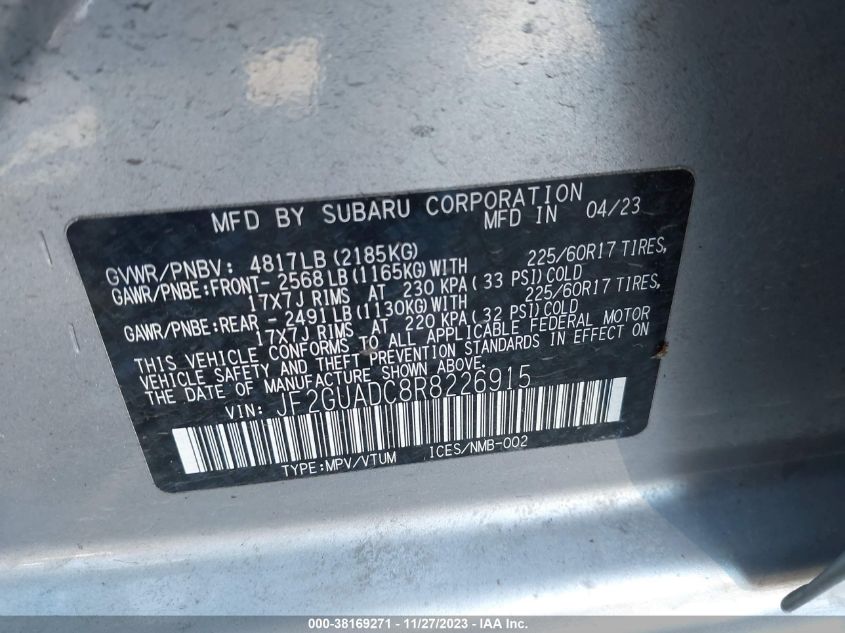 MFD BY SUBARU CORPORATION
MFD IN 04/23
GVWR/PNBV: 4817LB (2185KG)
GAWR/PNBE:FRONT- 2568LB (1165KG) WITH 225/60R17 TIRES,
17X7J RIMS AT 230 KPA( 33 PSI) COLD
GAWR/PNBE:REAR - 2491LB (1130KG) WITH 225/60R17 TIRES,
17X7J RIMS AT 220 KPA( 32 PSI) COLD
THIS VEHICLE CONFORMS TO ALL APPLICABLE FEDERAL MOTOR
VEHICLE SAFETY AND THEFT PREVENTION STANDARDS IN EFFECT ON
THE DATE OF MANUFACTURE SHOWN ABOVE.
VIN: JF2GUADC8R8226915
TYPE:MPV/VTUM ICES/NMB-002
000-38169271 - 11/27/2023 - IAA Inc.